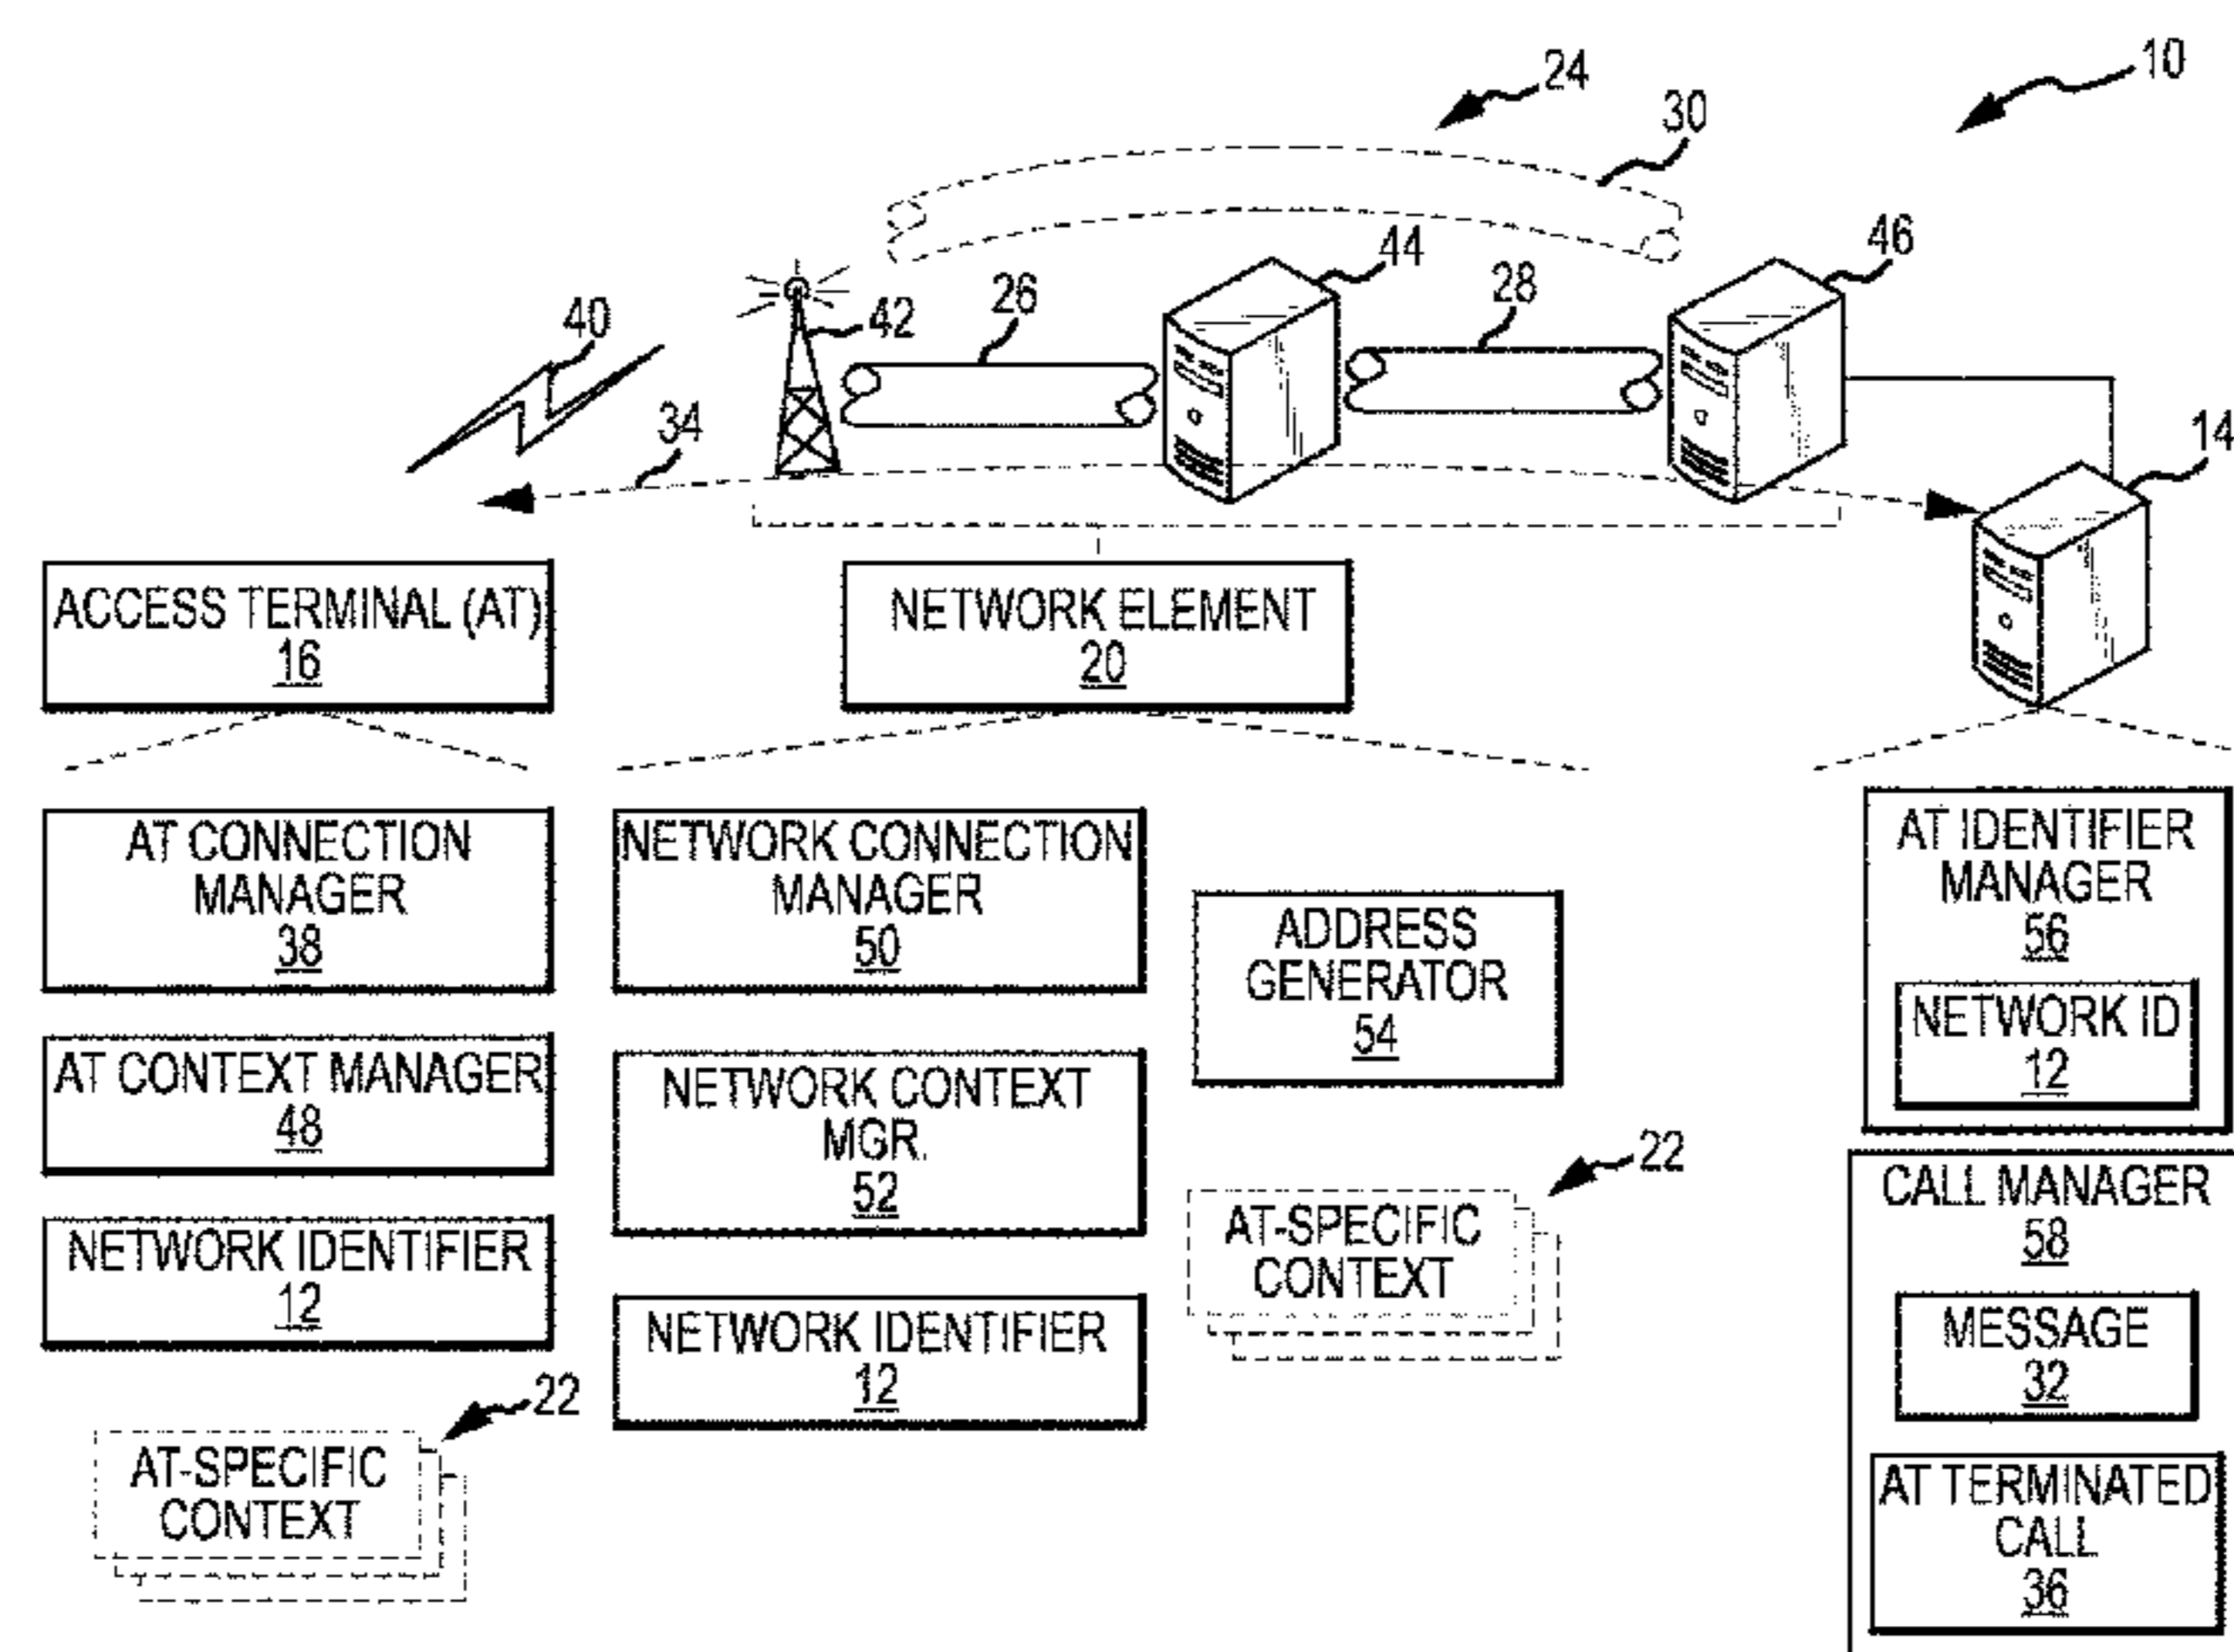 10
24
30
44
46
26
28
42
40
34
14
ACCESS TERMINAL (AT)
16
NETWORK ELEMENT
20
AT CONNECTION
MANAGER
38
AT CONTEXT MANAGER
48
NETWORK IDENTIFIER
12
22
AT-SPECIFIC
CONTEXT
NETWORK CONNECTION
MANAGER
50
NETWORK CONTEXT
MGR.
52
NETWORK IDENTIFIER
12
ADDRESS
GENERATOR
54
22
AT-SPECIFIC
CONTEXT
AT IDENTIFIER
MANAGER
56
NETWORK ID
12
CALL MANAGER
58
MESSAGE
32
AT TERMINATED
CALL
36